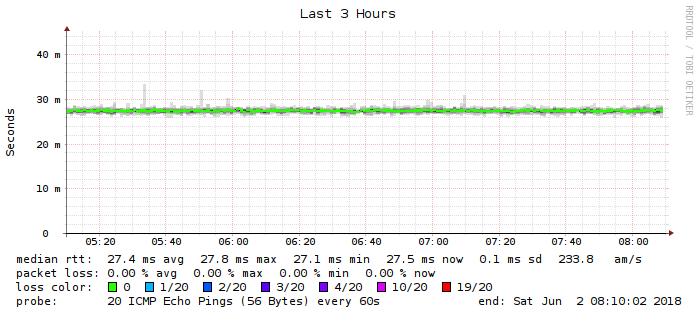 Last 3 Hours
RRDTOOL / TOBI OETIKER
Seconds
40 m
30 m
20 m
10 m
0
05:20 05:40 06:00 06:20 06:40 07:00 07:20 07:40 08:00
median rtt: 27.4 ms avg 27.8 ms max 27.1 ms min 27.5 ms now 0.1 ms sd 233.8 am/s
packet loss: 0.00 % avg 0.00 % max 0.00 % min 0.00 % now
loss color: 0 1/20 2/20 3/20 4/20 10/20 19/20
probe: 20 ICMP Echo Pings (56 Bytes) every 60s end: Sat Jun 2 08:10:02 2018